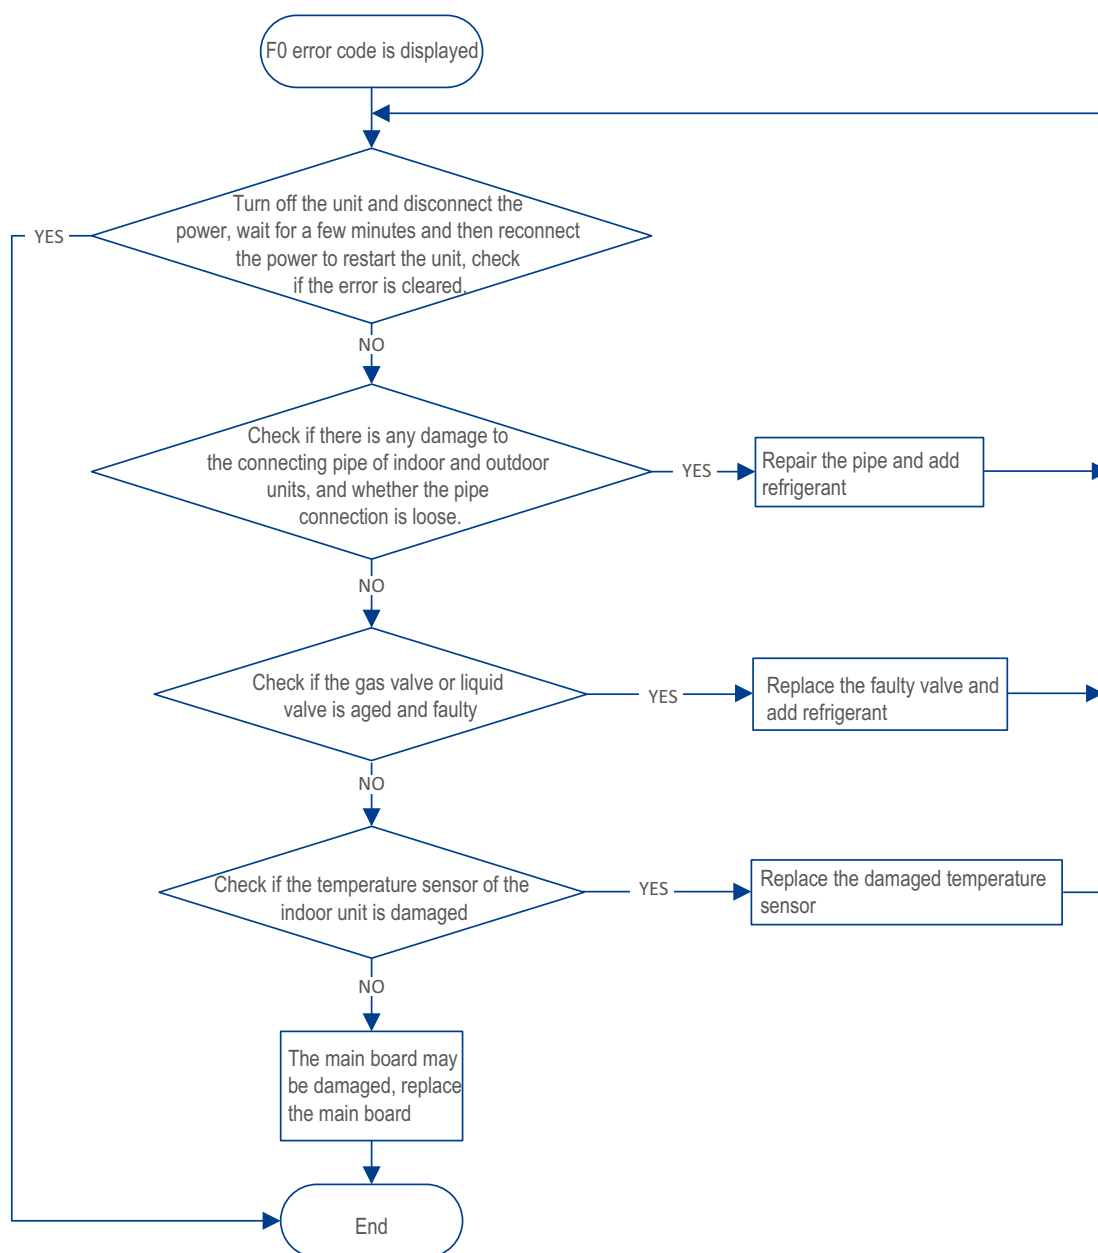 F0 error code is displayed
Turn off the unit and disconnect the
power, wait for a few minutes and then reconnect
the power to restart the unit, check
if the error is cleared.
YES
NO
Check if there is any damage to
the connecting pipe of indoor and outdoor
units, and whether the pipe
connection is loose.
YES
Repair the pipe and add
refrigerant
NO
Check if the gas valve or liquid
valve is aged and faulty
YES
Replace the faulty valve and
add refrigerant
NO
Check if the temperature sensor of the
indoor unit is damaged
YES
Replace the damaged temperature
sensor
NO
The main board may
be damaged, replace
the main board
End